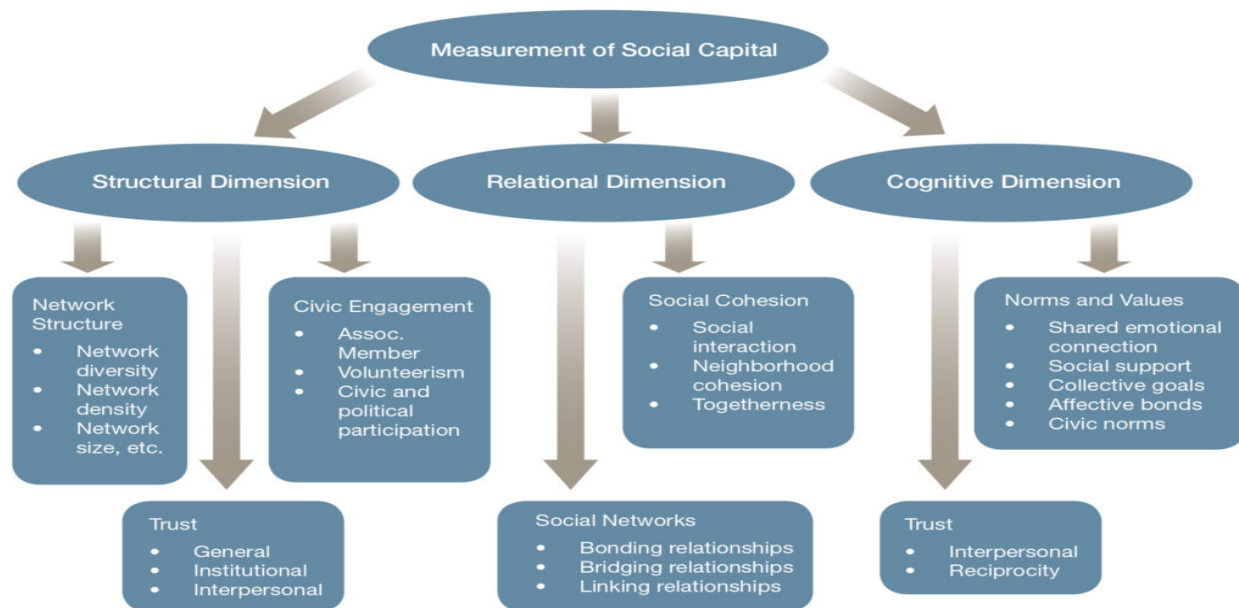 Measurement of Social Capital
Structural Dimension
Relational Dimension
Cognitive Dimension
Network
Structure
• Network
diversity
• Network
density
• Network
size, etc.
Civic Engagement
• Assoc.
Member
• Volunteerism
• Civic and
political
participation
Social Cohesion
• Social
interaction
• Neighborhood
cohesion
• Togetherness
Norms and Values
• Shared emotional
connection
• Social support
• Collective goals
• Affective bonds
• Civic norms
Trust
• General
• Institutional
• Interpersonal
Social Networks
• Bonding relationships
• Bridging relationships
• Linking relationships
Trust
• Interpersonal
• Reciprocity